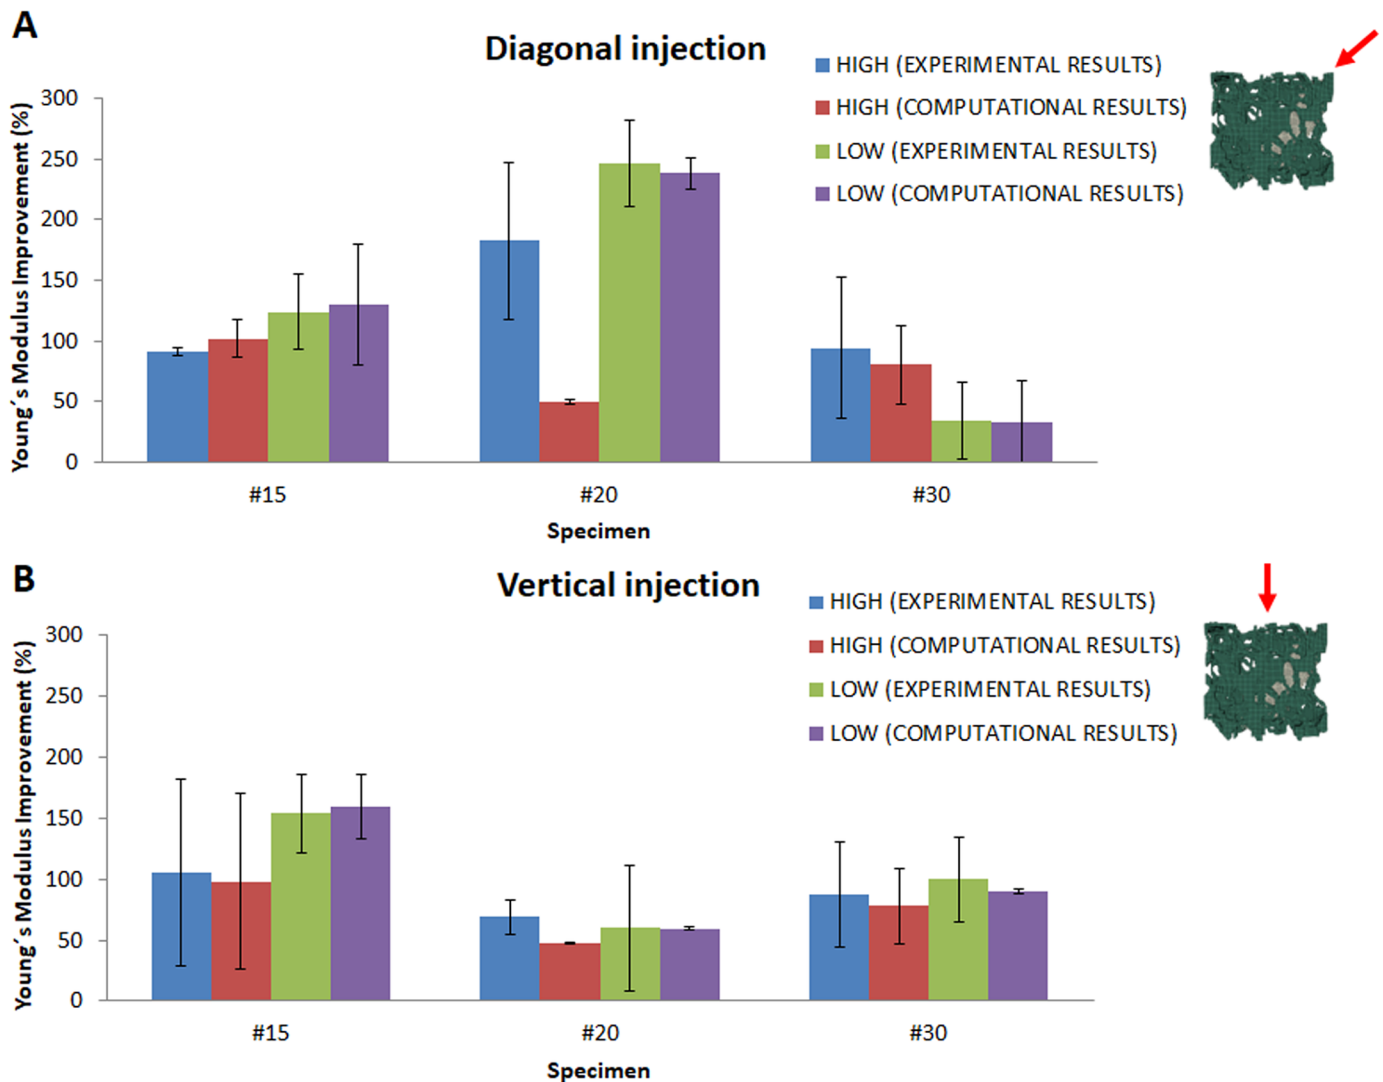 A
Diagonal injection
HIGH (EXPERIMENTAL RESULTS)
HIGH (COMPUTATIONAL RESULTS)
LOW (EXPERIMENTAL RESULTS)
LOW (COMPUTATIONAL RESULTS)
Young´s Modulus Improvement (%)
300
250
200
150
100
50
0
#15 #20 #30
Specimen
B
Vertical injection
HIGH (EXPERIMENTAL RESULTS)
HIGH (COMPUTATIONAL RESULTS)
LOW (EXPERIMENTAL RESULTS)
LOW (COMPUTATIONAL RESULTS)
Young´s Modulus Improvement (%)
300
250
200
150
100
50
0
#15 #20 #30
Specimen